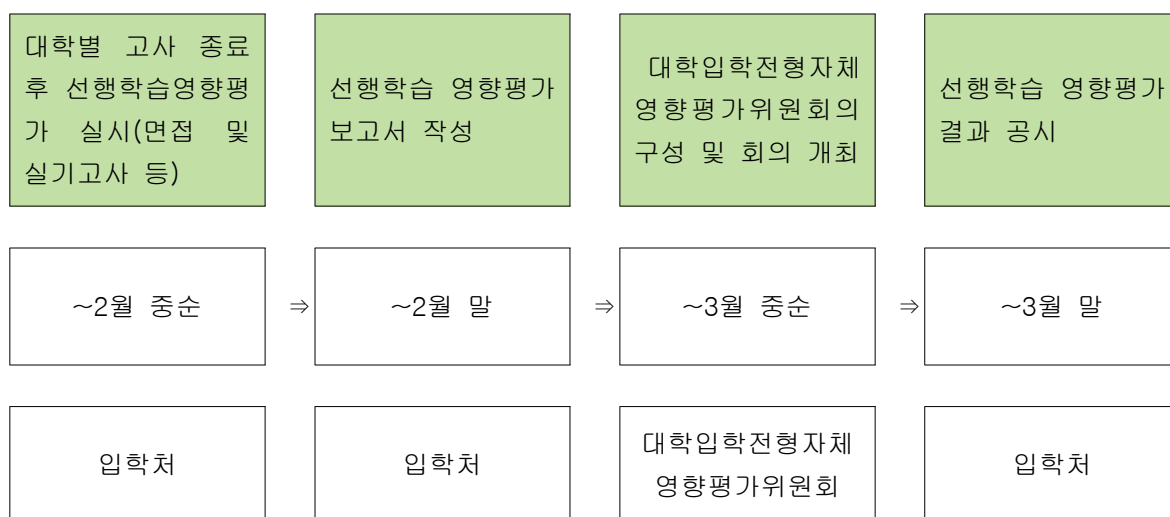 대학별 고사 종료
후 선행학습영향평
가 실시(면접 및
실기고사 등)
선행학습 영향평가
보고서 작성
대학입학전형자체
영향평가위원회의
구성 및 회의 개최
선행학습 영향평가
결과 공시
~2월 중순
⇒
~2월 말
⇒
~3월 중순
⇒
~3월 말
입학처
입학처
대학입학전형자체
영향평가위원회
입학처